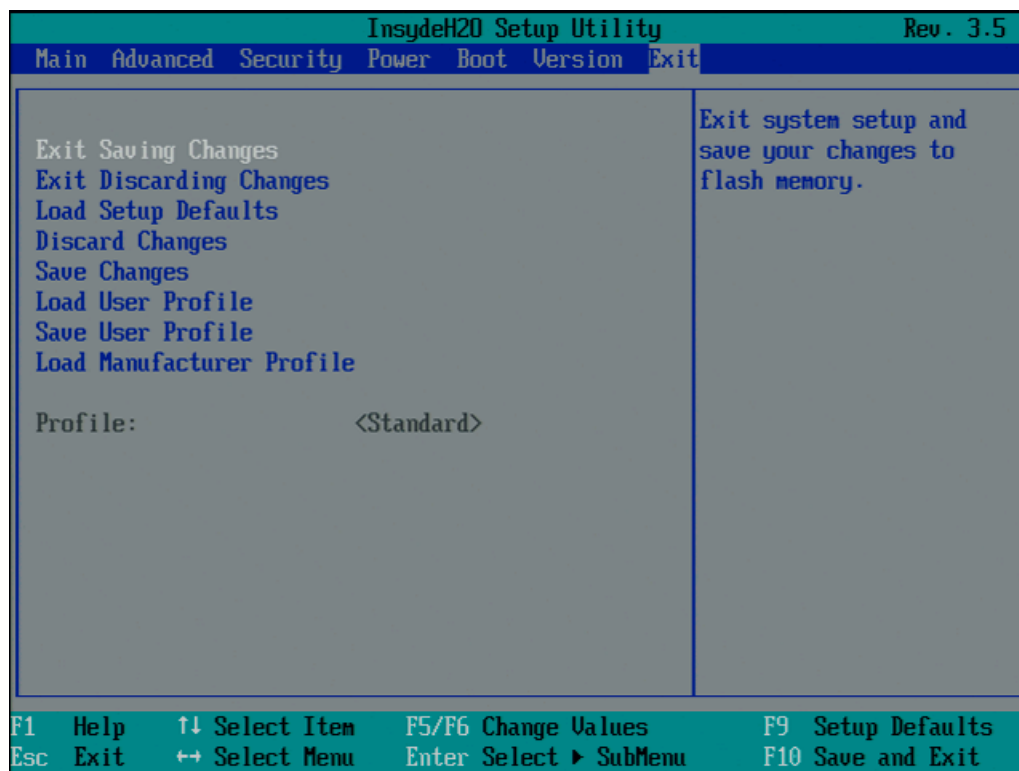 InsydeH2O Setup Utility Rev. 3.5
Main Advanced Security Power Boot Version Exit
Exit Saving Changes
Exit Discarding Changes
Load Setup Defaults
Discard Changes
Save Changes
Load User Profile
Save User Profile
Load Manufacturer Profile
Profile: <Standard>
Exit system setup and
save your changes to
flash memory.
F1 Help ↑↓ Select Item F5/F6 Change Values F9 Setup Defaults
Esc Exit ↔ Select Menu Enter Select ▶ SubMenu F10 Save and Exit